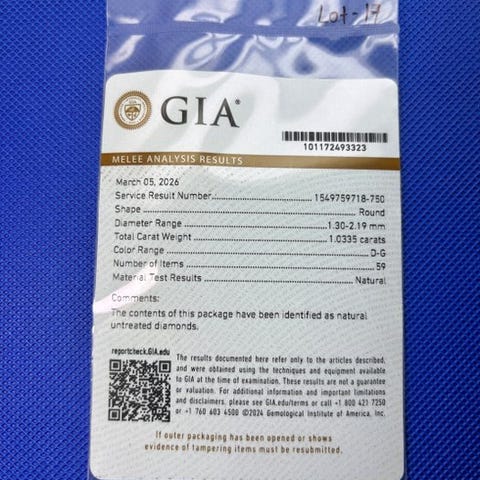 Lot-17
GIA®
101172493323
MELEE ANALYSIS RESULTS
March 05, 2026
Service Result Number 1549759718-750
Shape Round
Diameter Range 1.30-2.19 mm
Total Carat Weight 1.0335 carats
Color Range D-G
Number of Items 59
Material Test Results Natural
Comments:
The contents of this package have been identified as natural
untreated diamonds.
reportcheck.GIA.edu
The results documented here refer only to the articles described,
and were obtained using the techniques and equipment available
to GIA at the time of examination. These results are not a guarantee
or valuation. For additional information and important limitations
and disclaimers, please see GIA.edu/terms or call +1 800 421 7250
or +1 760 603 4500 ©2024 Gemological Institute of America, Inc.
If outer packaging has been opened or shows
evidence of tampering items must be resubmitted.